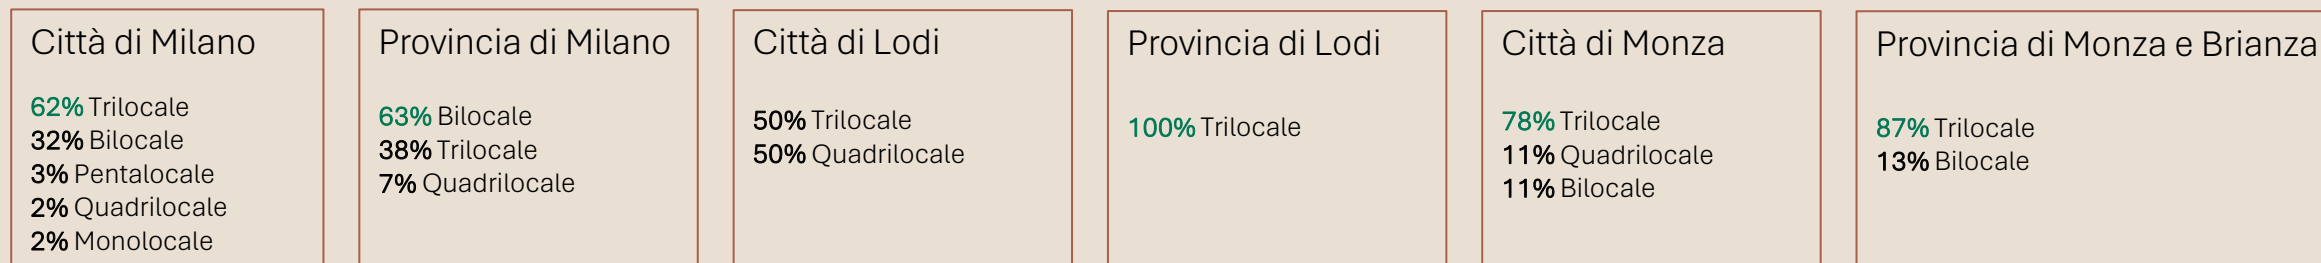 Città di Milano
62% Trilocale
32% Bilocale
3% Pentalocale
2% Quadrilocale
2% Monolocale
Provincia di Milano
63% Bilocale
38% Trilocale
7% Quadrilocale
Città di Lodi
50% Trilocale
50% Quadrilocale
Provincia di Lodi
100% Trilocale
Città di Monza
78% Trilocale
11% Quadrilocale
11% Bilocale
Provincia di Monza e Brianza
87% Trilocale
13% Bilocale